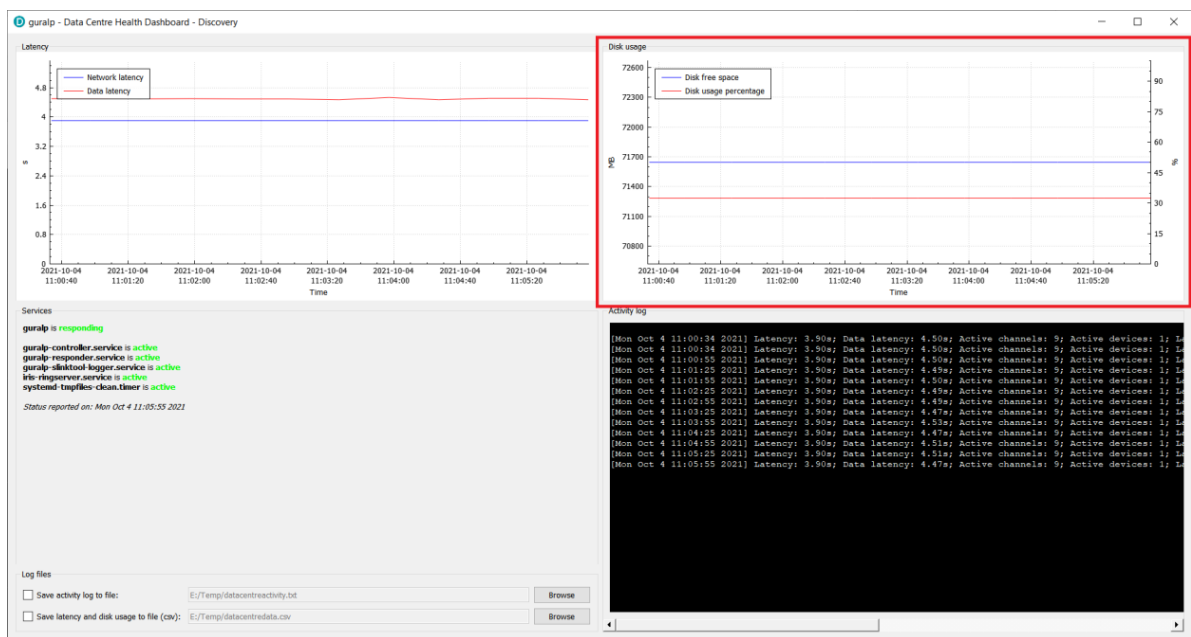 guralp - Data Centre Health Dashboard - Discovery
Latency
Network latency
Data latency
4.8
4
3.2
2.4
1.6
0.8
0
s
2021-10-04 2021-10-04 2021-10-04 2021-10-04 2021-10-04 2021-10-04 2021-10-04 2021-10-04
11:00:40 11:01:20 11:02:00 11:02:40 11:03:20 11:04:00 11:04:40 11:05:20
Time
Disk usage
Disk free space
Disk usage percentage
72600
72300
72000
71700
71400
71100
70800
MB
90
75
60
45
30
15
0
%
2021-10-04 2021-10-04 2021-10-04 2021-10-04 2021-10-04 2021-10-04 2021-10-04 2021-10-04
11:00:40 11:01:20 11:02:00 11:02:40 11:03:20 11:04:00 11:04:40 11:05:20
Time
Services
guralp is responding
guralp-controller.service is active
guralp-responder.service is active
guralp-slinktool-logger.service is active
iris-ringserver.service is active
systemd-tmpfiles-clean.timer is active
Status reported on: Mon Oct 4 11:05:55 2021
Activity log
[Mon Oct 4 11:00:34 2021] Latency: 3.90s; Data latency: 4.50s; Active channels: 9; Active devices: 1; La
[Mon Oct 4 11:00:34 2021] Latency: 3.90s; Data latency: 4.50s; Active channels: 9; Active devices: 1; La
[Mon Oct 4 11:00:55 2021] Latency: 3.90s; Data latency: 4.50s; Active channels: 9; Active devices: 1; La
[Mon Oct 4 11:01:25 2021] Latency: 3.90s; Data latency: 4.49s; Active channels: 9; Active devices: 1; La
[Mon Oct 4 11:01:55 2021] Latency: 3.90s; Data latency: 4.50s; Active channels: 9; Active devices: 1; La
[Mon Oct 4 11:02:25 2021] Latency: 3.90s; Data latency: 4.49s; Active channels: 9; Active devices: 1; La
[Mon Oct 4 11:02:55 2021] Latency: 3.90s; Data latency: 4.49s; Active channels: 9; Active devices: 1; La
[Mon Oct 4 11:03:25 2021] Latency: 3.90s; Data latency: 4.47s; Active channels: 9; Active devices: 1; La
[Mon Oct 4 11:03:55 2021] Latency: 3.90s; Data latency: 4.53s; Active channels: 9; Active devices: 1; La
[Mon Oct 4 11:04:25 2021] Latency: 3.90s; Data latency: 4.47s; Active channels: 9; Active devices: 1; La
[Mon Oct 4 11:04:55 2021] Latency: 3.90s; Data latency: 4.51s; Active channels: 9; Active devices: 1; La
[Mon Oct 4 11:05:25 2021] Latency: 3.90s; Data latency: 4.51s; Active channels: 9; Active devices: 1; La
[Mon Oct 4 11:05:55 2021] Latency: 3.90s; Data latency: 4.47s; Active channels: 9; Active devices: 1; La
Log files
Save activity log to file: E:/Temp/datacentreactivity.txt Browse
Save latency and disk usage to file (csv): E:/Temp/datacentredata.csv Browse